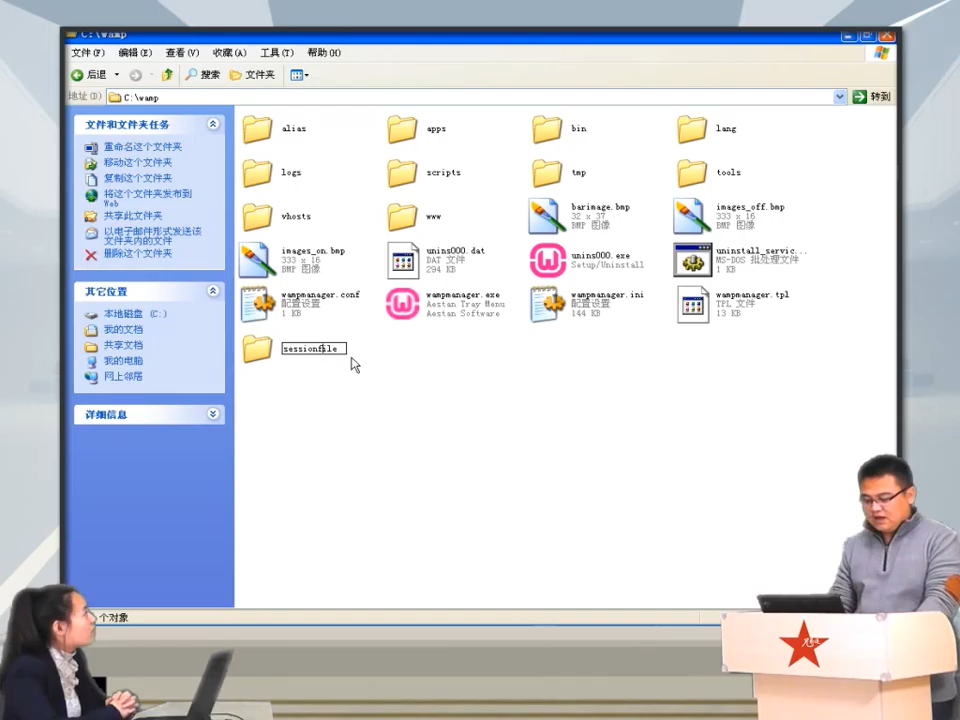 C:\wamp
文件(F) 编辑(E) 查看(V) 收藏(A) 工具(T) 帮助(H)
后退 搜索 文件夹
地址(D) C:\wamp 转到
文件和文件夹任务
重命名这个文件夹
移动这个文件夹
复制这个文件夹
将这个文件夹发布到
Web
共享此文件夹
以电子邮件形式发送该
文件夹内的文件
删除这个文件夹
其它位置
本地磁盘 (C:)
我的文档
共享文档
我的电脑
网上邻居
详细信息
alias
apps
bin
lang
logs
scripts
tmp
tools
vhosts
www
barimage.bmp
32 x 37
BMP 图像
images_off.bmp
333 x 16
BMP 图像
images_on.bmp
333 x 16
BMP 图像
unins000.dat
DAT 文件
294 KB
unins000.exe
Setup/Uninstall
uninstall_servic...
MS-DOS 批处理文件
1 KB
wampmanager.conf
配置设置
1 KB
wampmanager.exe
Aestan Tray Menu
Aestan Software
wampmanager.ini
配置设置
144 KB
wampmanager.tpl
TPL 文件
13 KB
sessionfile
个对象